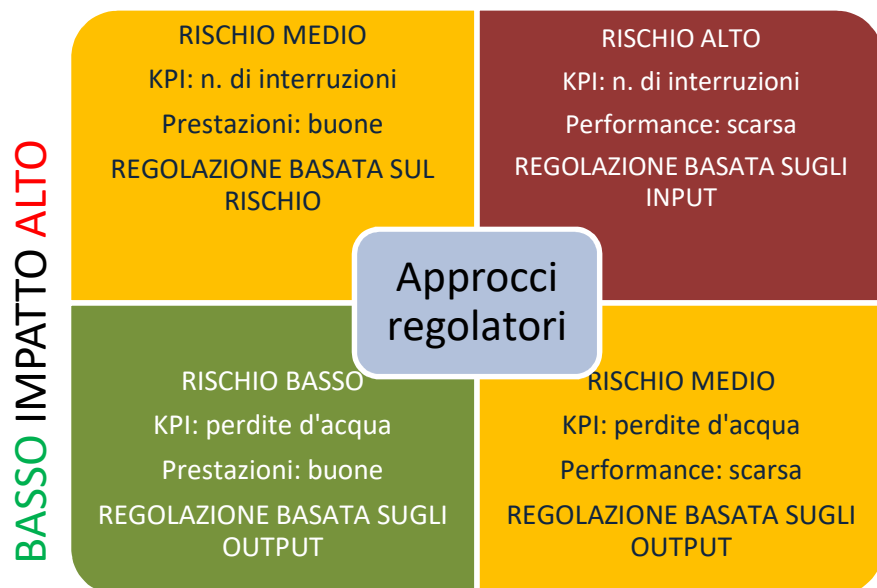 RISCHIO MEDIO
KPI: n. di interruzioni
Prestazioni: buone
REGOLAZIONE BASATA SUL
RISCHIO
RISCHIO ALTO
KPI: n. di interruzioni
Performance: scarsa
REGOLAZIONE BASATA SUGLI
INPUT
Approcci
regolatori
RISCHIO BASSO
KPI: perdite d'acqua
Prestazioni: buone
REGOLAZIONE BASATA SUGLI
OUTPUT
RISCHIO MEDIO
KPI: perdite d'acqua
Performance: scarsa
REGOLAZIONE BASATA SUGLI
OUTPUT
BASSO IMPATTO ALTO